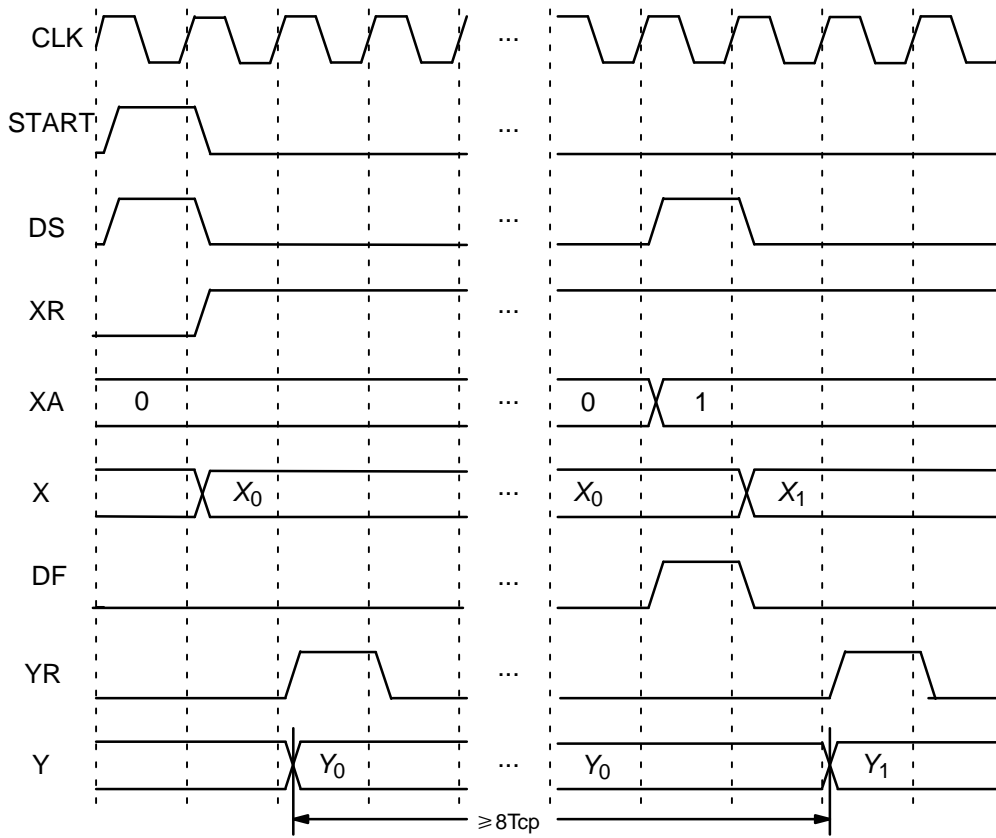 CLK ...
START ...
DS ...
XR ...
XA 0 ... 0 1
X X0 ... X0 X1
DF ...
YR ...
Y Y0 ... Y0 Y1
≥8Tcp